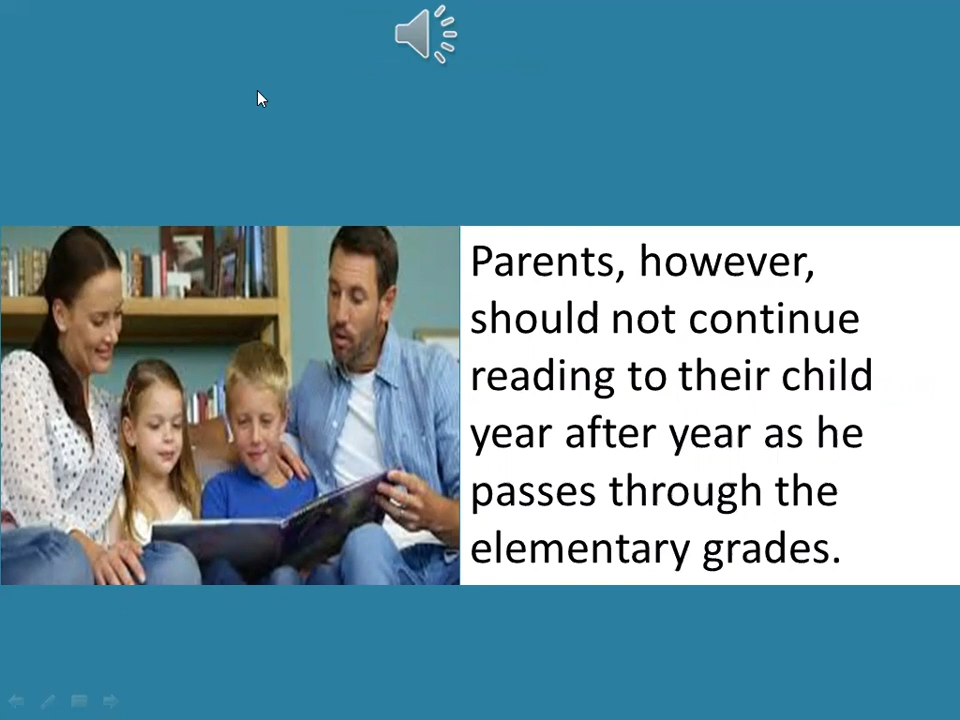 Parents, however,
should not continue
reading to their child
year after year as he
passes through the
elementary grades.